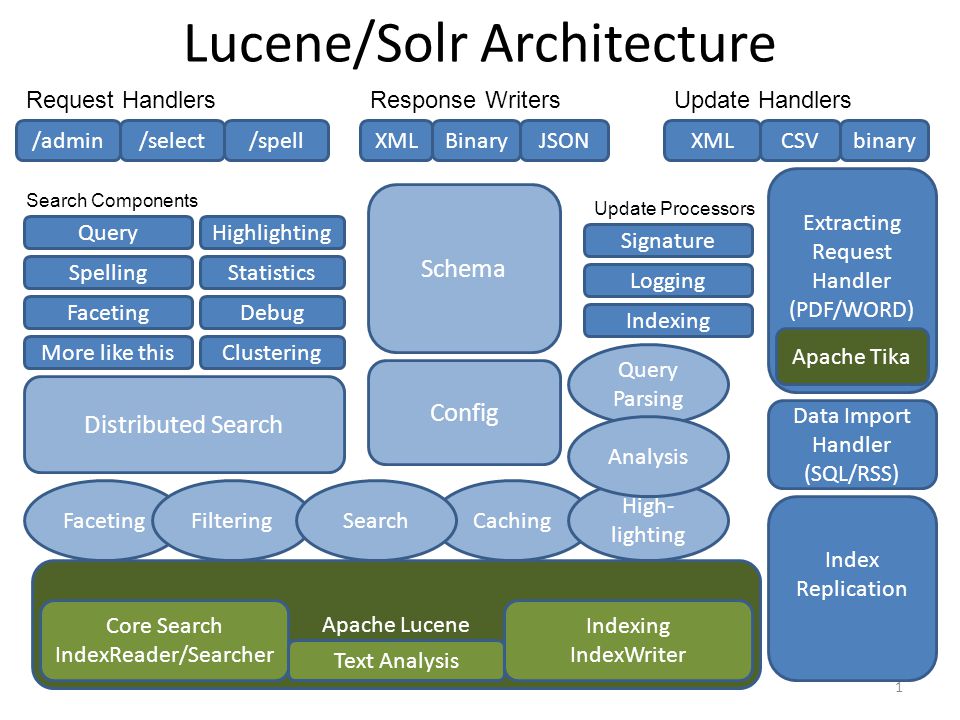 Lucene/Solr Architecture
Request Handlers
Response Writers
Update Handlers
/admin
/select
/spell
XML
Binary
JSON
XML
CSV
binary
Search Components
Query
Highlighting
Spelling
Statistics
Faceting
Debug
More like this
Clustering
Distributed Search
Schema
Config
Update Processors
Signature
Logging
Indexing
Query
Parsing
Analysis
Extracting
Request
Handler
(PDF/WORD)
Apache Tika
Data Import
Handler
(SQL/RSS)
Faceting
Filtering
Search
Caching
High-
lighting
Index
Replication
Core Search
IndexReader/Searcher
Apache Lucene
Text Analysis
Indexing
IndexWriter
1